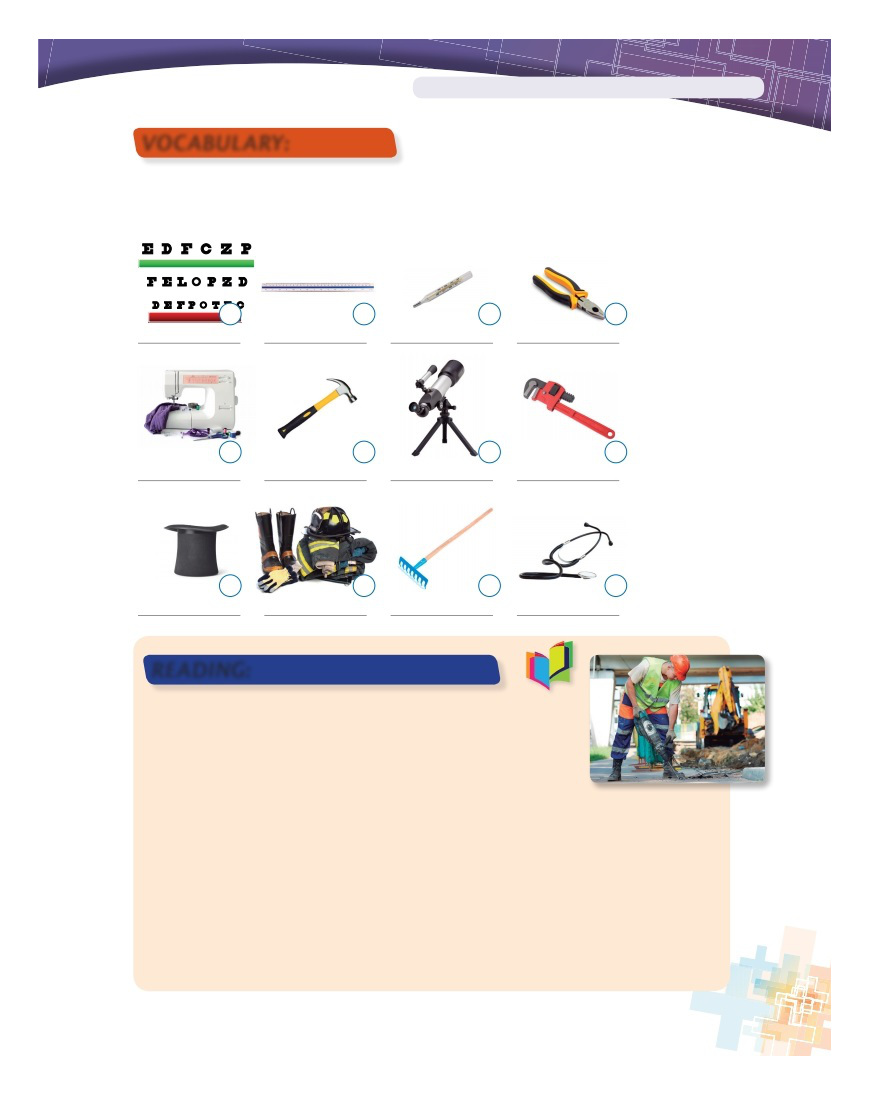 VOCABULARY:
E D F C Z P
F E L O P Z D
D E F P O T E C
READING: